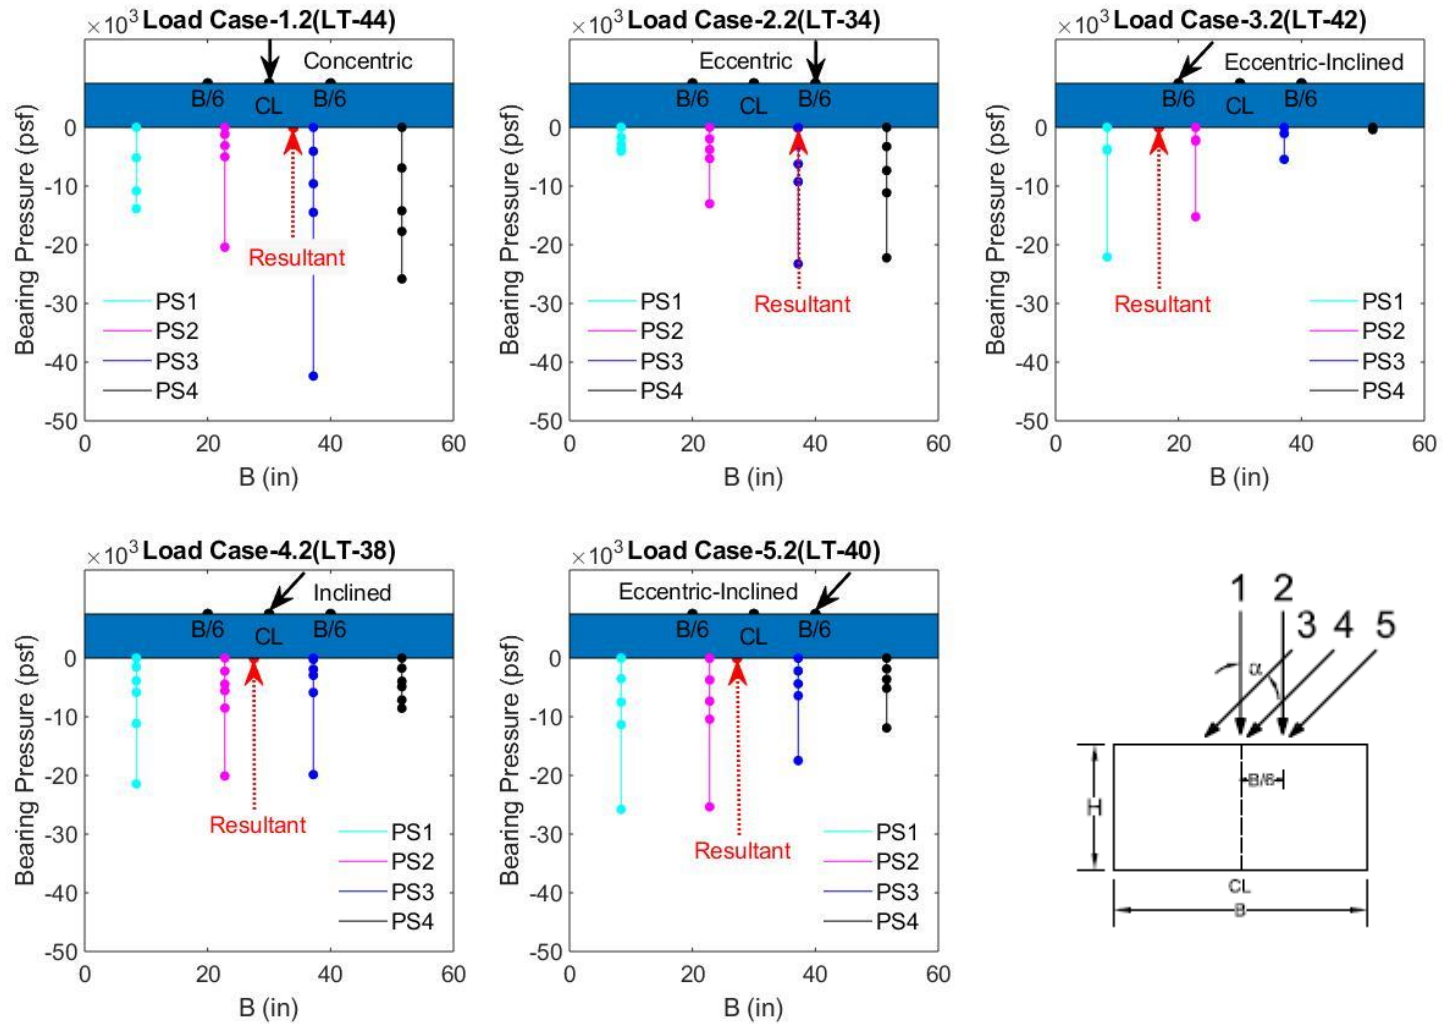 ×10³ Load Case-1.2(LT-44)
Concentric
B/6 CL B/6
0
-10
-20
-30
-40
-50
Bearing Pressure (psf)
Resultant
PS1
PS2
PS3
PS4
0 20 40 60
B (in)
×10³ Load Case-2.2(LT-34)
Eccentric
B/6 CL B/6
0
-10
-20
-30
-40
-50
Bearing Pressure (psf)
Resultant
PS1
PS2
PS3
PS4
0 20 40 60
B (in)
×10³ Load Case-3.2(LT-42)
Eccentric-Inclined
B/6 CL B/6
0
-10
-20
-30
-40
-50
Bearing Pressure (psf)
Resultant
PS1
PS2
PS3
PS4
0 20 40 60
B (in)
×10³ Load Case-4.2(LT-38)
Inclined
B/6 CL B/6
0
-10
-20
-30
-40
-50
Bearing Pressure (psf)
Resultant
PS1
PS2
PS3
PS4
0 20 40 60
B (in)
×10³ Load Case-5.2(LT-40)
Eccentric-Inclined
B/6 CL B/6
0
-10
-20
-30
-40
-50
Bearing Pressure (psf)
Resultant
PS1
PS2
PS3
PS4
0 20 40 60
B (in)
1 2 3 4 5
α
B/6
H
CL
B